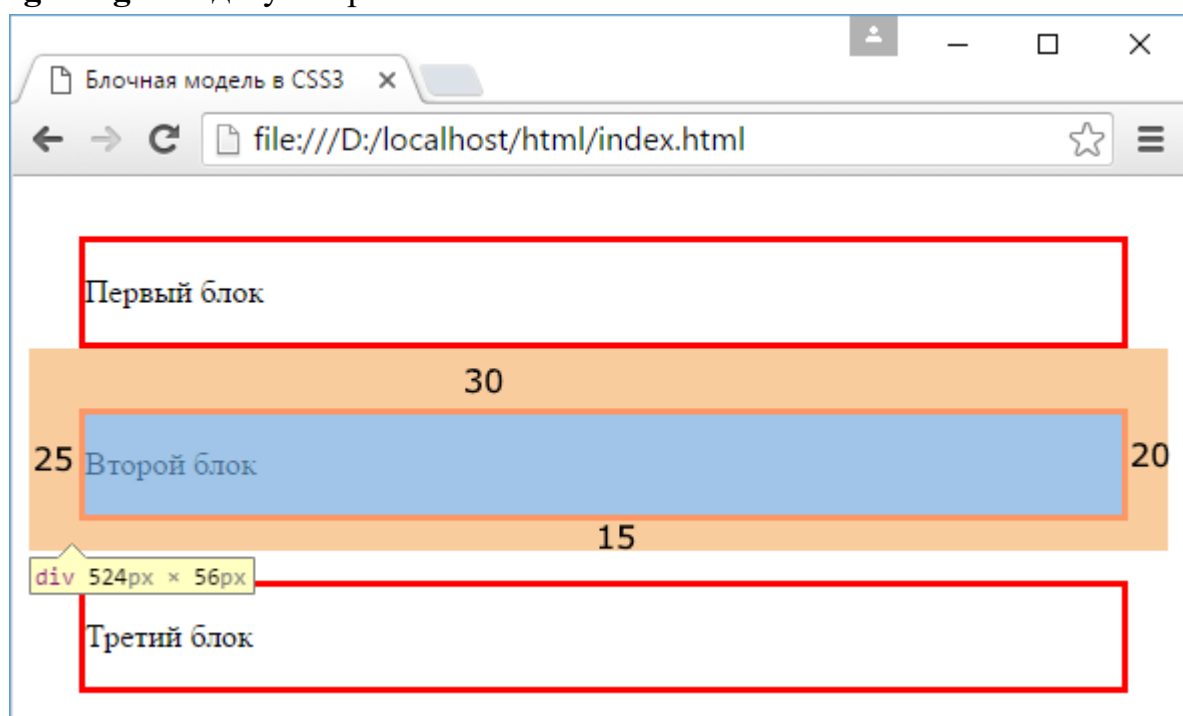 Блочная модель в CSS3
file:///D:/localhost/html/index.html
Первый блок
30
25 Второй блок 20
15
div 524px × 56px
Третий блок